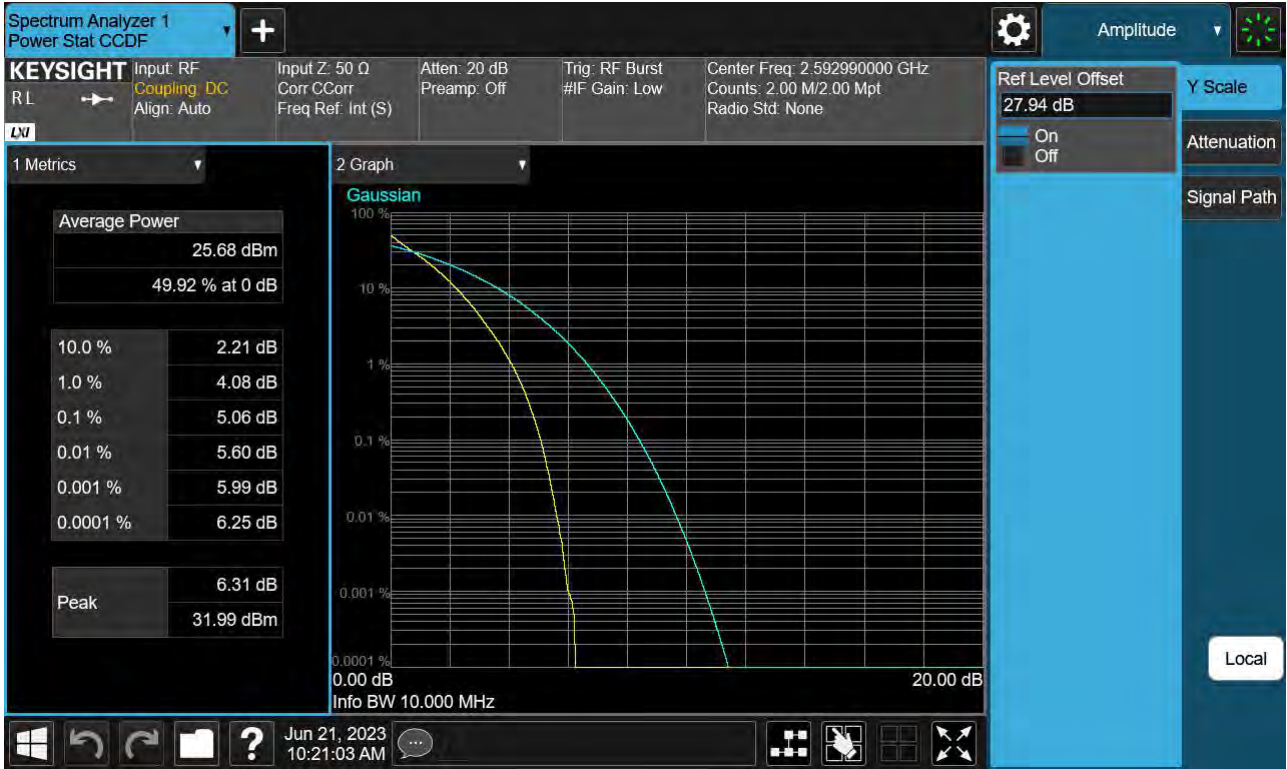 Spectrum Analyzer 1
Power Stat CCDF
Amplitude
KEYSIGHT
RL
LXI
Input: RF
Coupling: DC
Align: Auto
Input Z: 50 Ω
Corr CCorr
Freq Ref: Int (S)
Atten: 20 dB
Preamp: Off
Trig: RF Burst
#IF Gain: Low
Center Freq: 2.592990000 GHz
Counts: 2.00 M/2.00 Mpt
Radio Std: None
Ref Level Offset
27.94 dB
On
Off
Y Scale
Attenuation
Signal Path
1 Metrics
Average Power
25.68 dBm
49.92 % at 0 dB
10.0 % 2.21 dB
1.0 % 4.08 dB
0.1 % 5.06 dB
0.01 % 5.60 dB
0.001 % 5.99 dB
0.0001 % 6.25 dB
Peak
6.31 dB
31.99 dBm
2 Graph
Gaussian
100 %
10 %
1 %
0.1 %
0.01 %
0.001 %
0.0001 %
0.00 dB 20.00 dB
Info BW 10.000 MHz
Local
?
Jun 21, 2023
10:21:03 AM